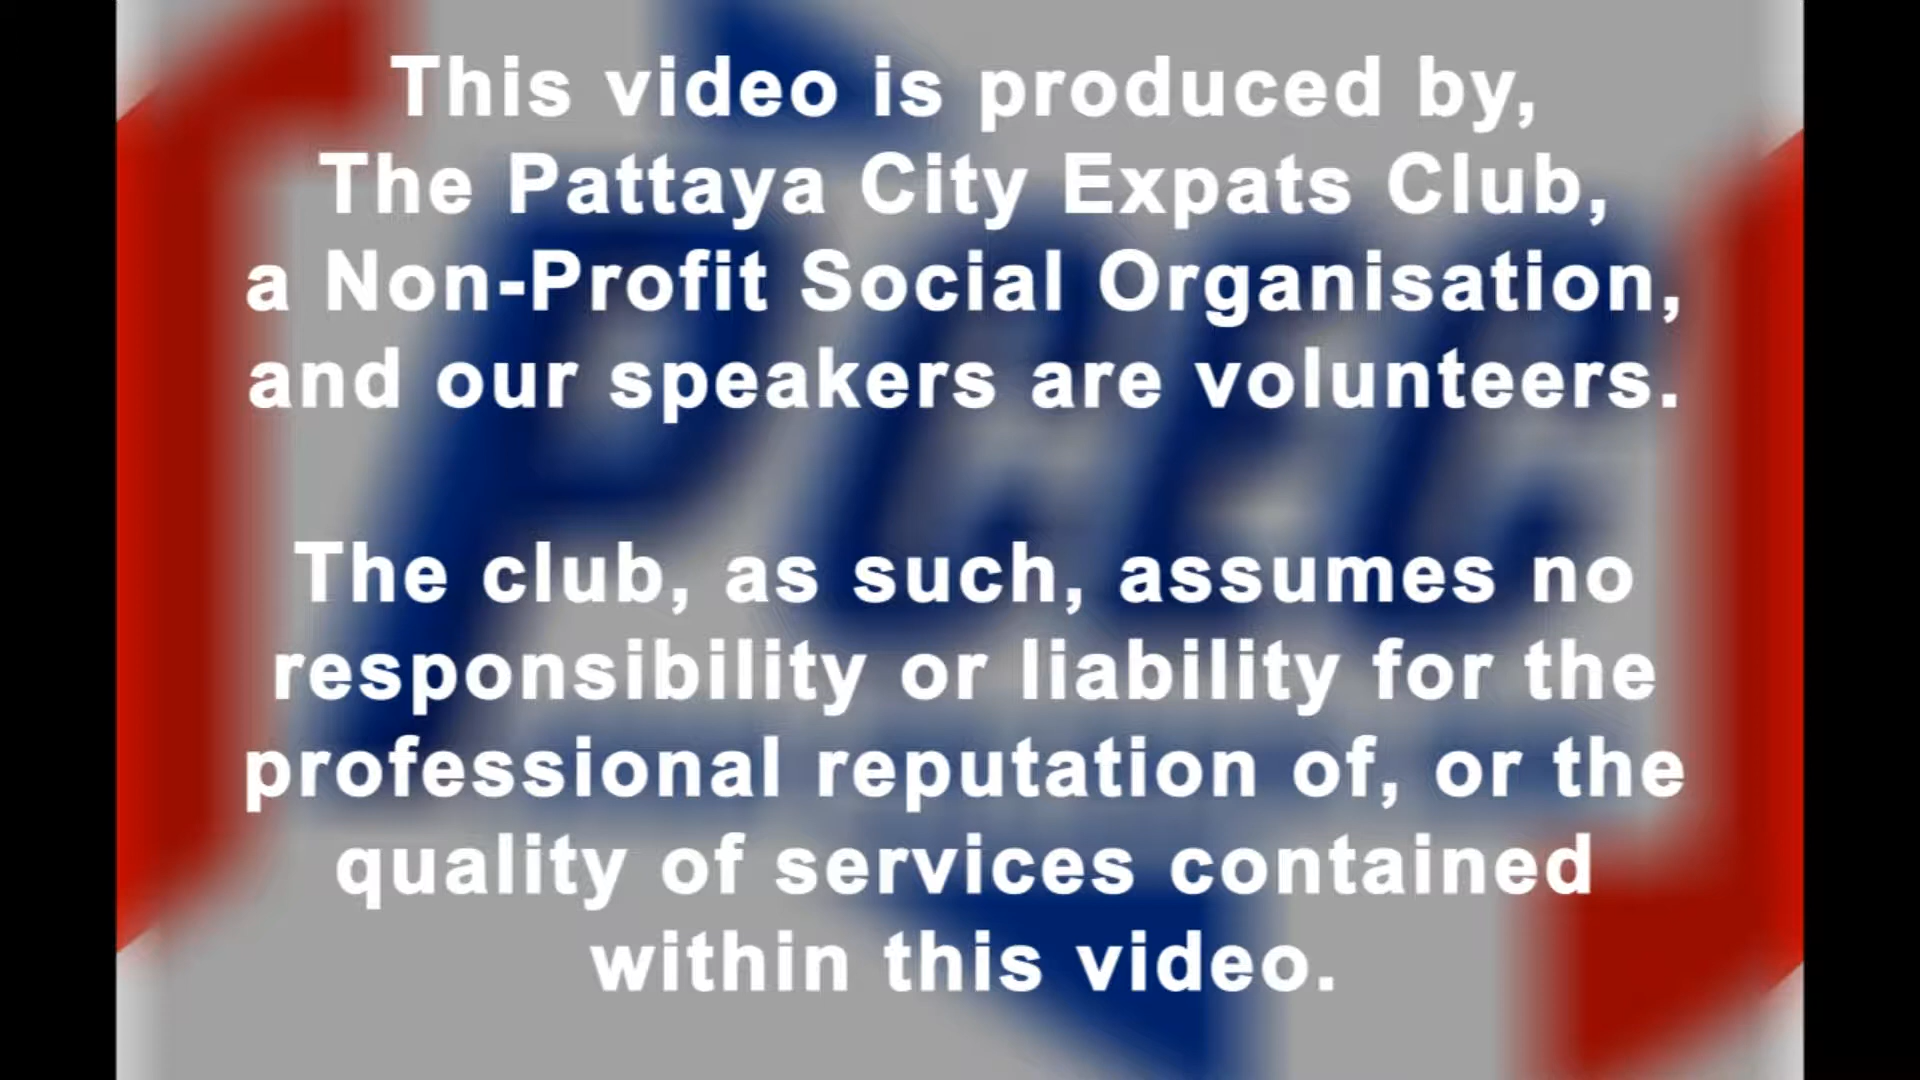 This video is produced by,
The Pattaya City Expats Club,
a Non-Profit Social Organisation,
and our speakers are volunteers.
The club, as such, assumes no
responsibility or liability for the
professional reputation of, or the
quality of services contained
within this video.
PCEC